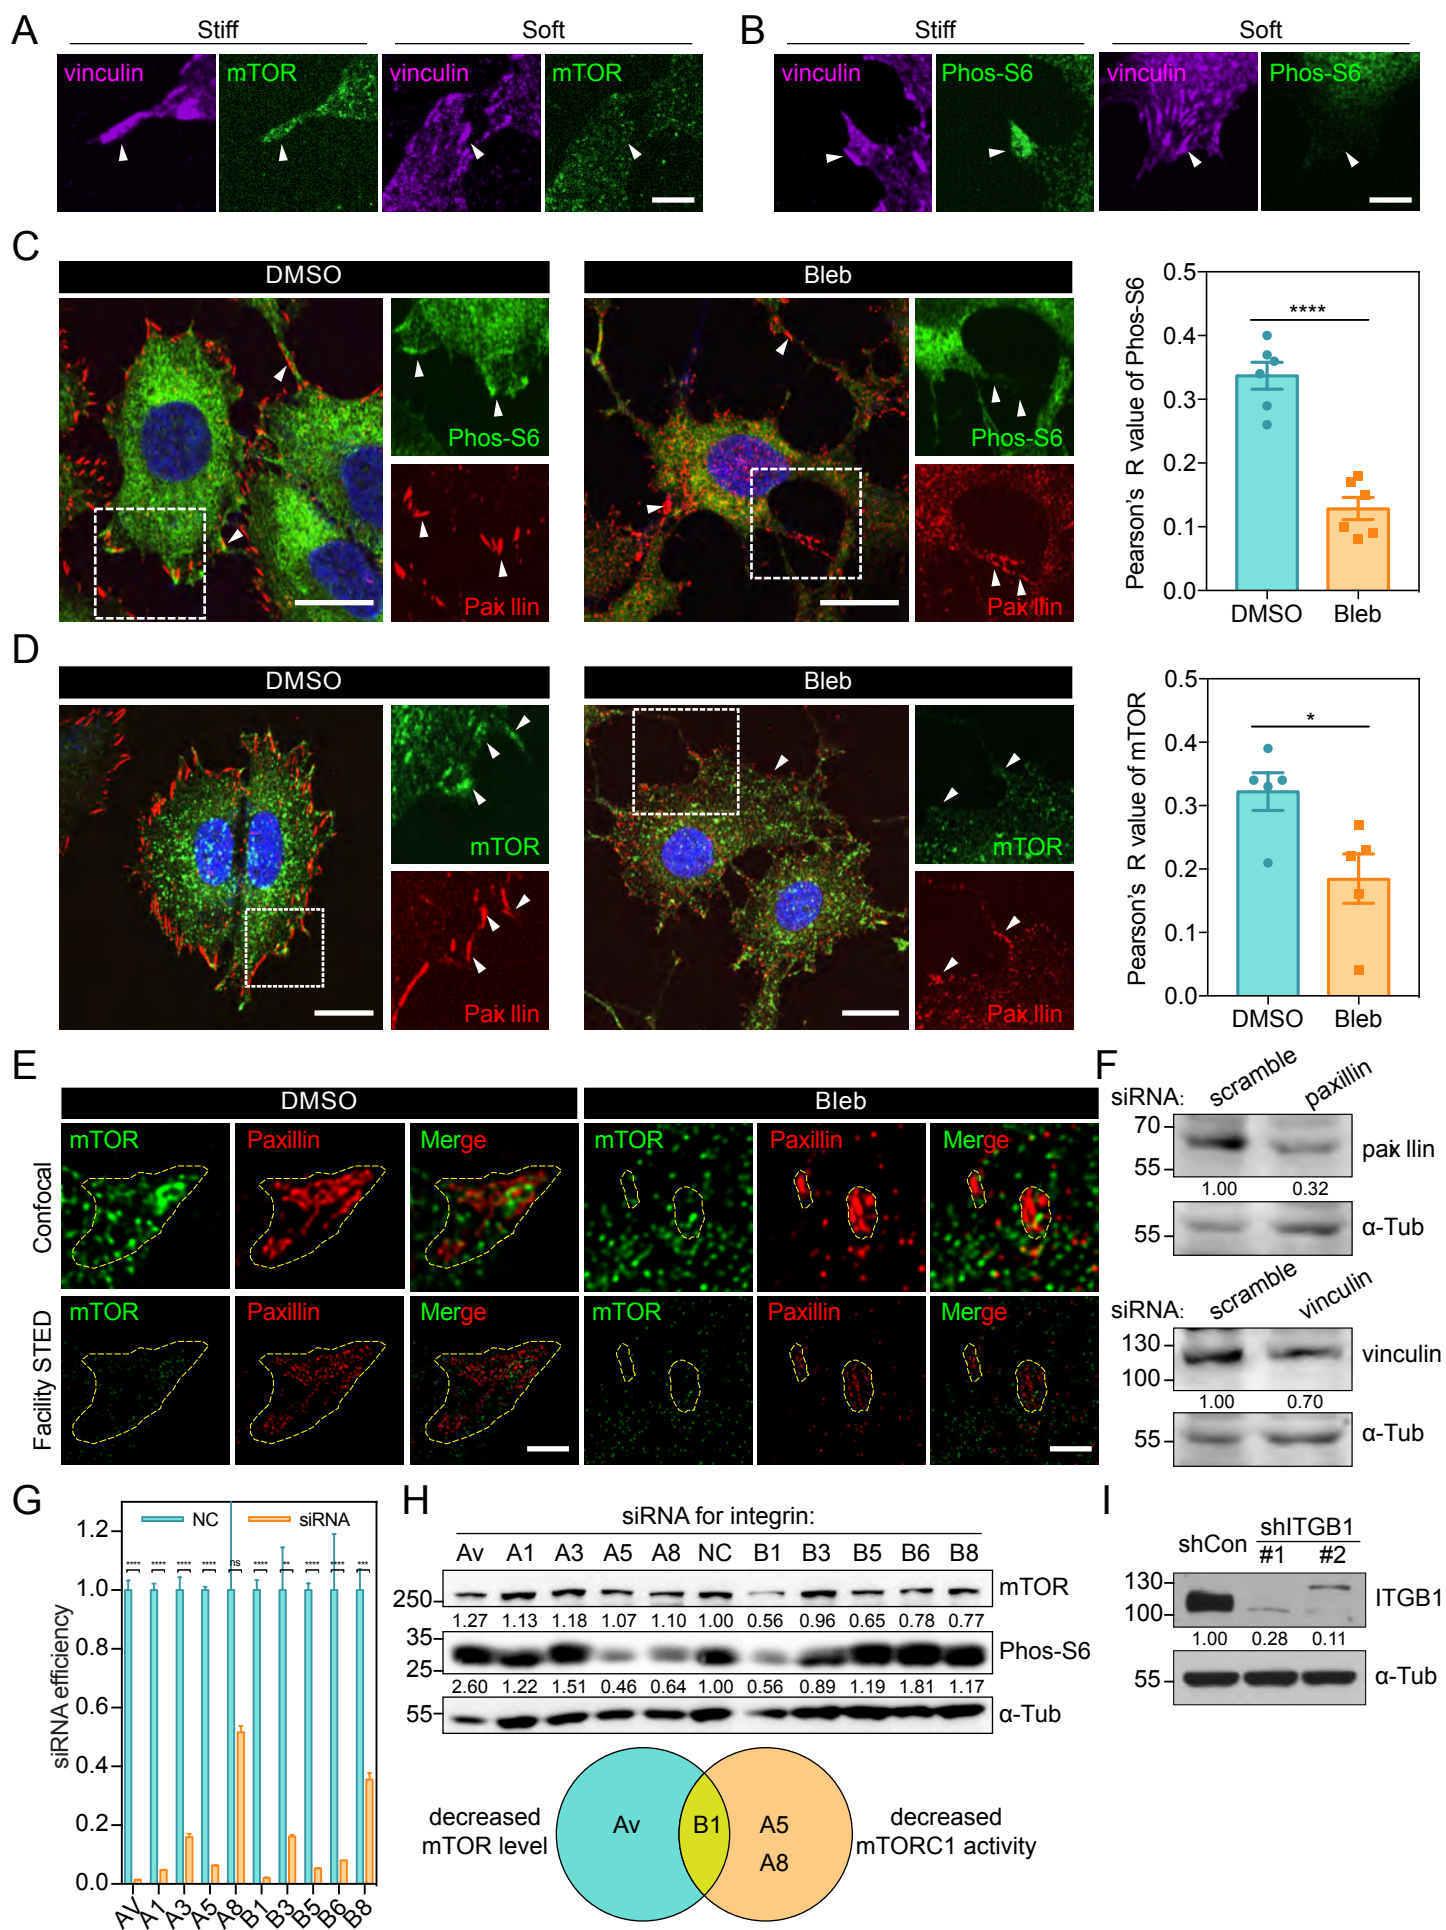 A
Stiff
Soft
vinculin
mTOR
vinculin
mTOR
B
Stiff
Soft
vinculin
Phos-S6
vinculin
Phos-S6
C
DMSO
Phos-S6
Pax llin
Bleb
Phos-S6
Pax llin
Pearson's R value of Phos-S6
0.5
0.4
0.3
0.2
0.1
0.0
****
DMSO
Bleb
D
DMSO
mTOR
Pax llin
Bleb
mTOR
Pax llin
Pearson's R value of mTOR
0.5
0.4
0.3
0.2
0.1
0.0
*
DMSO
Bleb
E
DMSO
Bleb
Confocal
mTOR
Paxillin
Merge
mTOR
Paxillin
Merge
Facility STED
mTOR
Paxillin
Merge
mTOR
Paxillin
Merge
F
siRNA: scramble paxillin
70
55
pax llin
1.00 0.32
55
α-Tub
siRNA: scramble vinculin
130
100
vinculin
1.00 0.70
55
α-Tub
G
NC
siRNA
siRNA efficiency
1.2
1.0
0.8
0.6
0.4
0.2
0.0
**** **** **** **** ns **** ** **** **** ***
AV A1 A3 A5 A8 B1 B3 B5 B6 B8
H
siRNA for integrin:
Av A1 A3 A5 A8 NC B1 B3 B5 B6 B8
250
mTOR
1.27 1.13 1.18 1.07 1.10 1.00 0.56 0.96 0.65 0.78 0.77
35
25
Phos-S6
2.60 1.22 1.51 0.46 0.64 1.00 0.56 0.89 1.19 1.81 1.17
55
α-Tub
decreased
mTOR level
Av
B1
A5
A8
decreased
mTORC1 activity
I
shCon
shITGB1
#1 #2
130
100
ITGB1
1.00 0.28 0.11
55
α-Tub